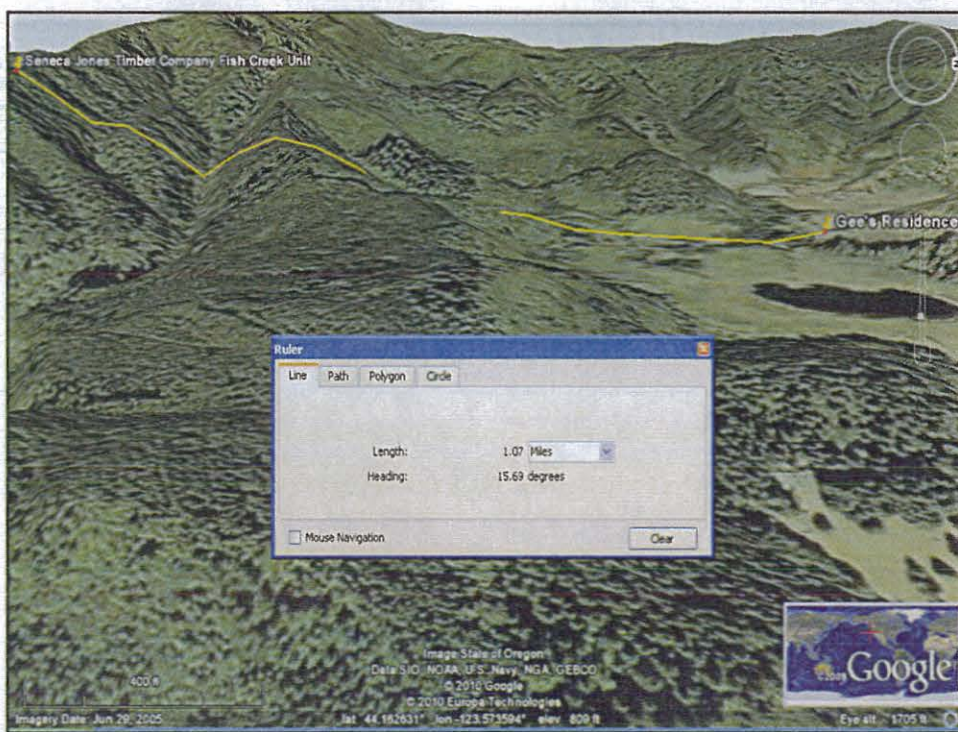 Seneca Jones Timber Company Fish Creek Unit
Gee's Residence
Ruler
Line Path Polygon Circle
Length: 1.07 Miles
Heading: 15.69 degrees
Mouse Navigation
Clear
Image State of Oregon
Data SIO, NOAA, U.S. Navy, NGA, GEBCO
© 2010 Google
© 2010 Europa Technologies
400 ft
©2009 Google
Imagery Date: Jun 29, 2005
lat 44.162631° lon -123.573594° elev 809 ft
Eye alt 1705 ft